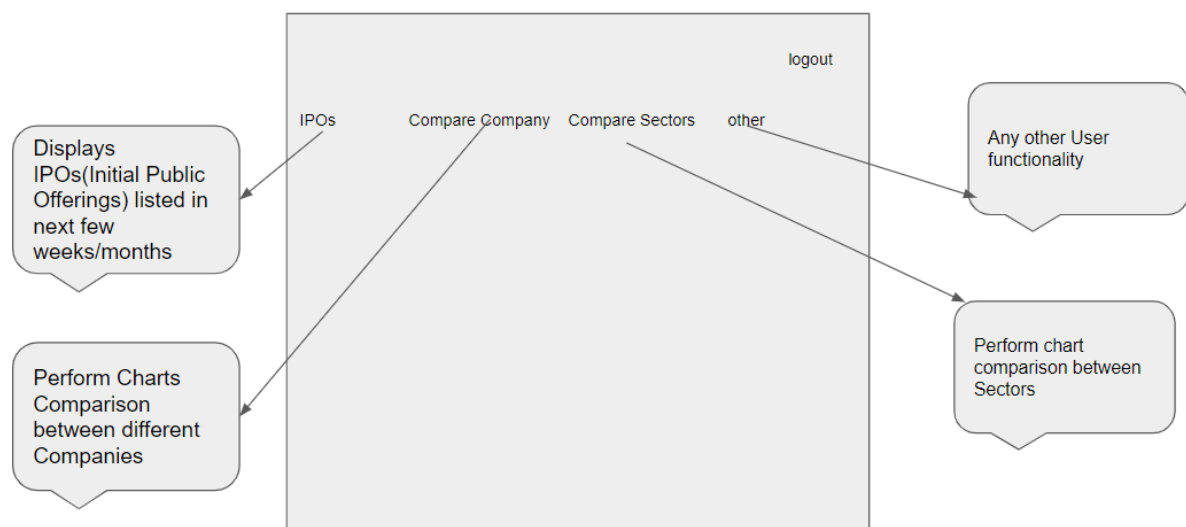 logout
IPOs
Compare Company
Compare Sectors
other
Displays
IPOs(Initial Public
Offerings) listed in
next few
weeks/months
Any other User
functionality
Perform Charts
Comparison
between different
Companies
Perform chart
comparison between
Sectors